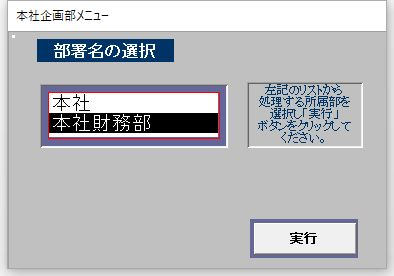 本社企画部メニュー
部署名の選択
本社
本社財務部
左記のリストから
処理する所属部を
選択し「実行」
ボタンをクリックして
ください。
実行